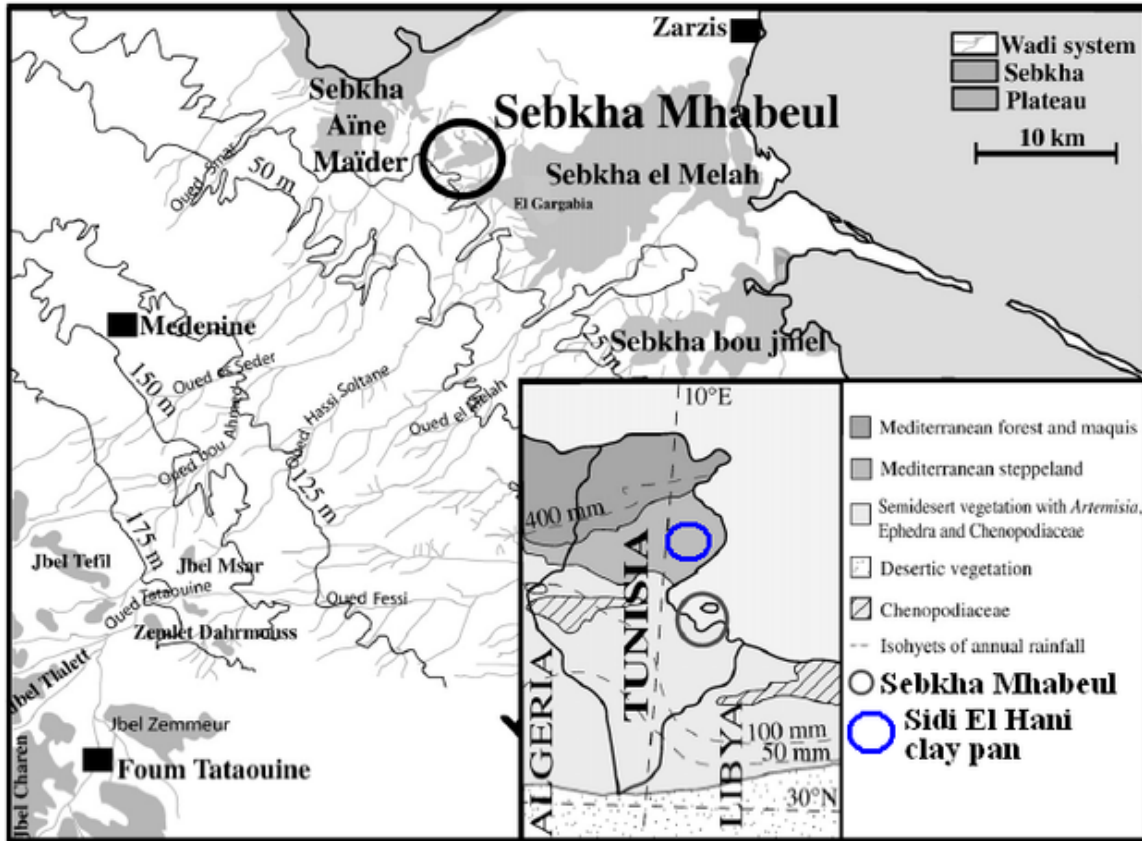 Zarzis
Wadi system
Sebkha
Plateau
10 km
Sebkha
Aïne
Maïder
Sebkha Mhabeul
Sebkha el Melah
El Gargabia
Oued Smar
50 m
Medenine
Sebkha bou jmel
25 m
150 m
Oued es Seder
Oued bou Ahmed
Oued Hassi Soltane
Oued el Melah
125 m
175 m
Jbel Tefil
Jbel Msar
Oued Tataouine
Oued Fessi
Zemlet Dahrmouss
Jbel Tlalett
Jbel Zemmeur
Foum Tataouine
Jbel Charen
10°E
400 mm
TUNISIA
ALGERIA
LIBYA
100 mm
50 mm
30°N
Mediterranean forest and maquis
Mediterranean steppeland
Semidesert vegetation with Artemisia,
Ephedra and Chenopodiaceae
Desertic vegetation
Chenopodiaceae
Isohyets of annual rainfall
Sebkha Mhabeul
Sidi El Hani
clay pan